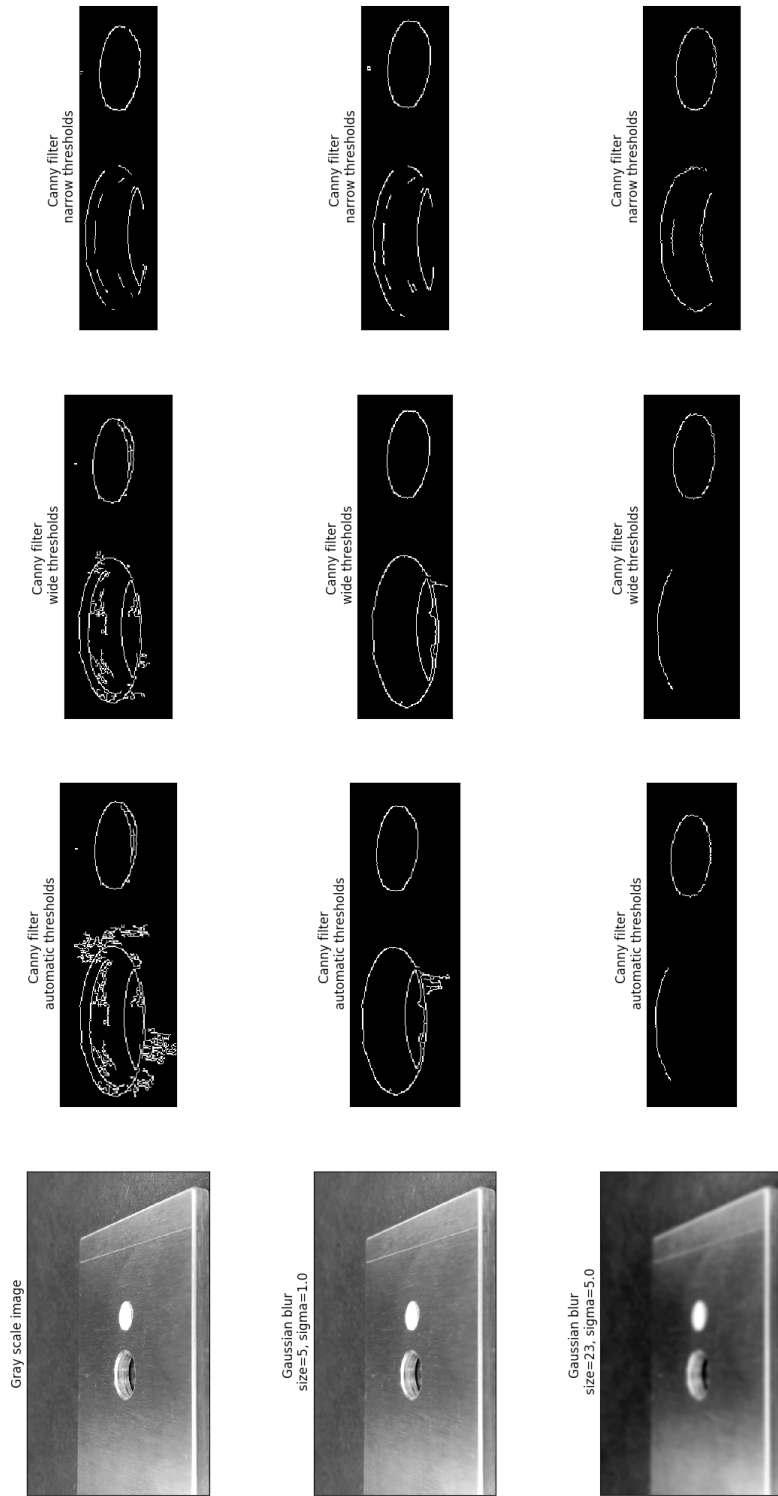 Gray scale image
Canny filter
automatic thresholds
Canny filter
wide thresholds
Canny filter
narrow thresholds
Gaussian blur
size=5, sigma=1.0
Canny filter
automatic thresholds
Canny filter
wide thresholds
Canny filter
narrow thresholds
Gaussian blur
size=23, sigma=5.0
Canny filter
automatic thresholds
Canny filter
wide thresholds
Canny filter
narrow thresholds